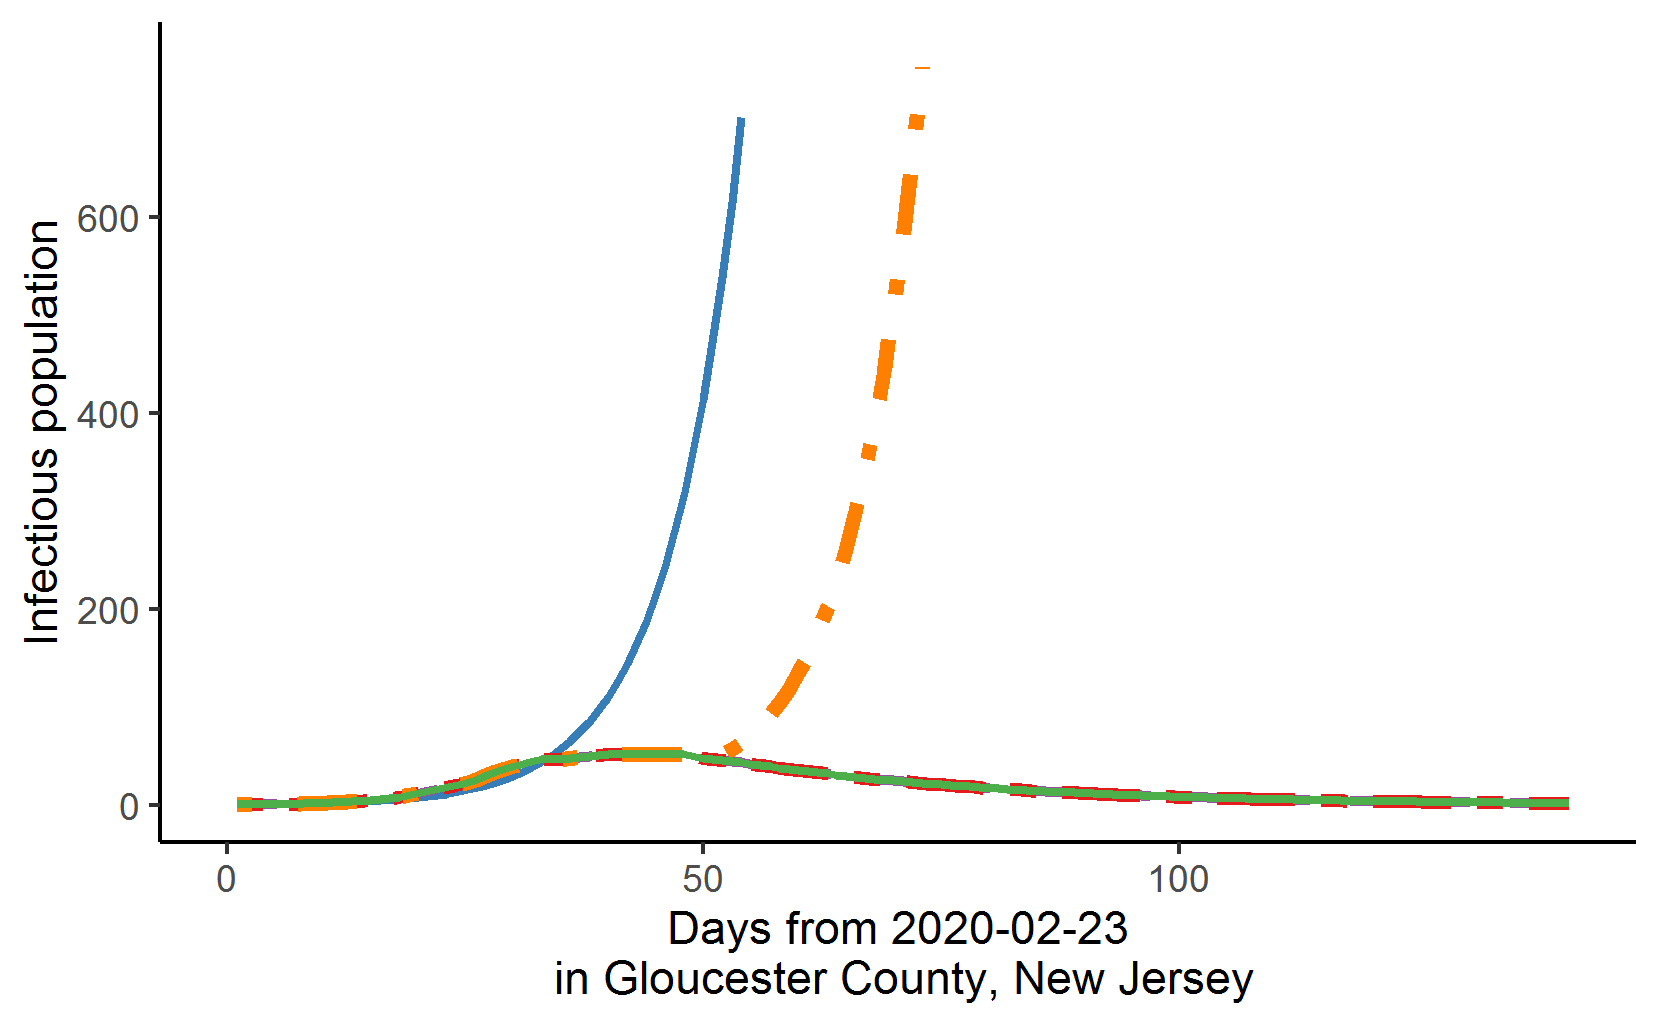 Infectious population
600
400
200
0
0
50
100
Days from 2020-02-23
in Gloucester County, New Jersey